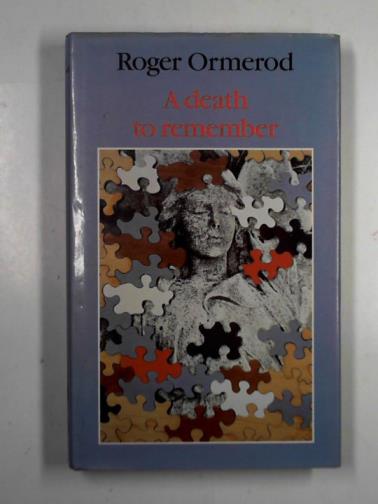 Roger Ormerod
A death
to remember